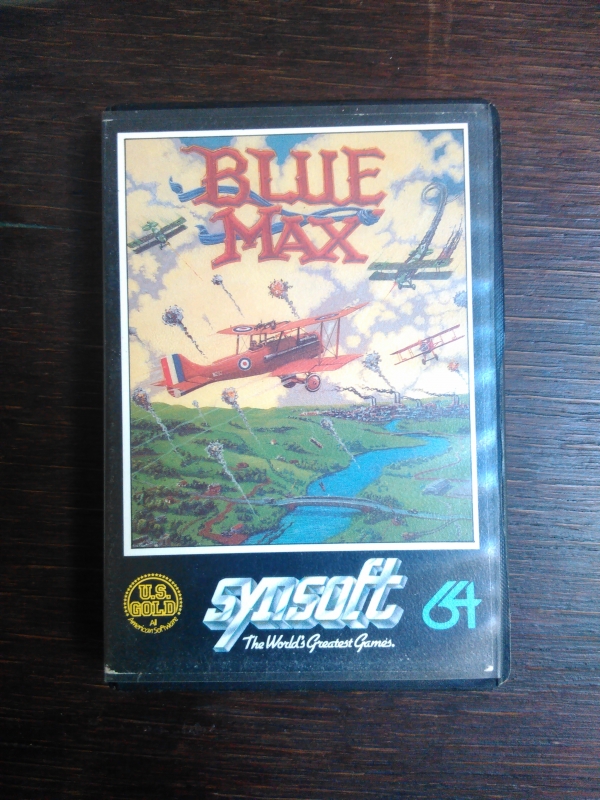 BLUE
MAX
U.S.
GOLD
All
American Software
synsoft
The World's Greatest Games.
64